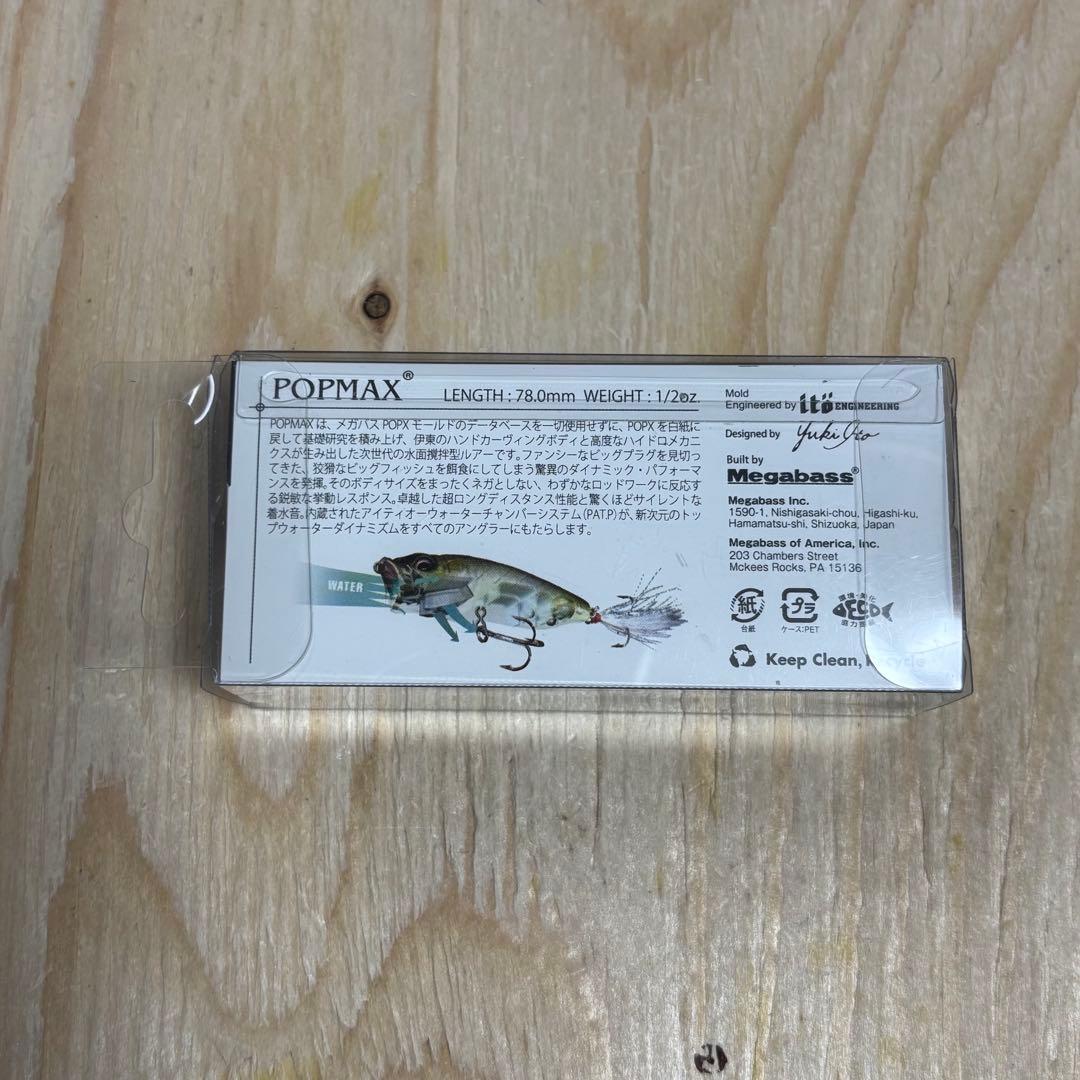 POPMAX®
LENGTH : 78.0mm WEIGHT : 1/2oz.
POPMAXは、メガバスPOPXモールドのデータベースを一切使用せずに、POPXを白紙に
戻して基礎研究を積み上げ、伊東のハンドカーヴィングボディと高度なハイドロメカニ
クスが生み出した次世代の水面攪拌型ルアーです。ファンシーなビッグプラグを見切っ
てきた、狡猾なビッグフィッシュを餌食にしてしまう驚異のダイナミック・パフォーマ
ンスを発揮。そのボディサイズをまったくネガとしない、わずかなロッドワークに反応す
る鋭敏な挙動レスポンス。卓越した超ロングディスタンス性能と驚くほどサイレントな
着水音。内蔵されたアイティオーウォーターチャンバーシステム(PAT.P)が、新次元のトッ
プウォーターダイナミズムをすべてのアングラーにもたらします。
WATER
Mold
Engineered by Itö ENGINEERING
Designed by Yuki Ito
Built by
Megabass®
Megabass Inc.
1590-1, Nishigasaki-chou, Higashi-ku,
Hamamatsu-shi, Shizuoka, Japan
Megabass of America, Inc.
203 Chambers Street
Mckees Rocks, PA 15136
紙
台紙
プラ
ケース:PET
環境・美化
ECO
Keep Clean, Recycle